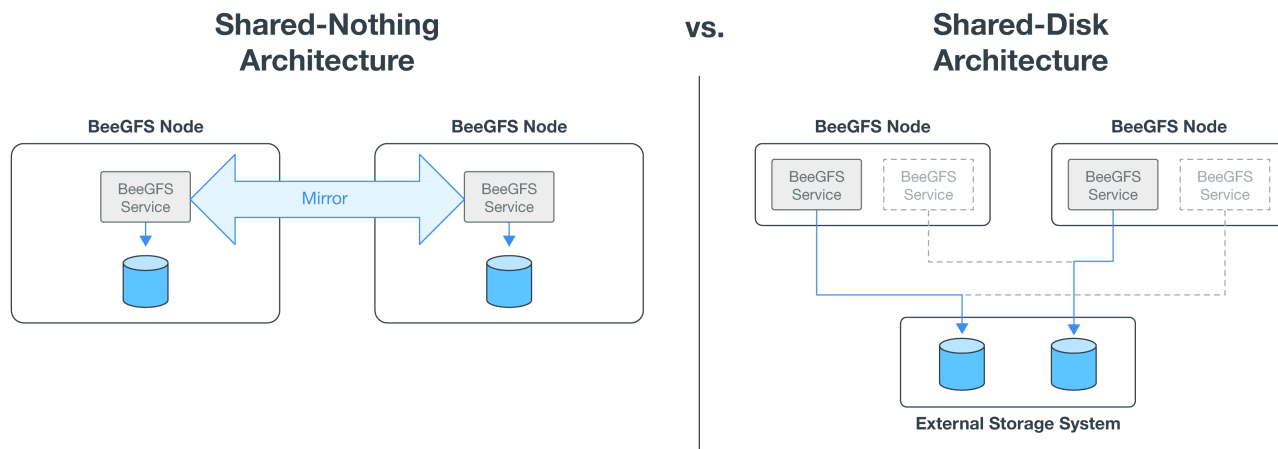 Shared-Nothing
Architecture
vs.
Shared-Disk
Architecture
BeeGFS Node
BeeGFS
Service
Mirror
BeeGFS Node
BeeGFS
Service
BeeGFS Node
BeeGFS
Service
BeeGFS
Service
BeeGFS Node
BeeGFS
Service
BeeGFS
Service
External Storage System